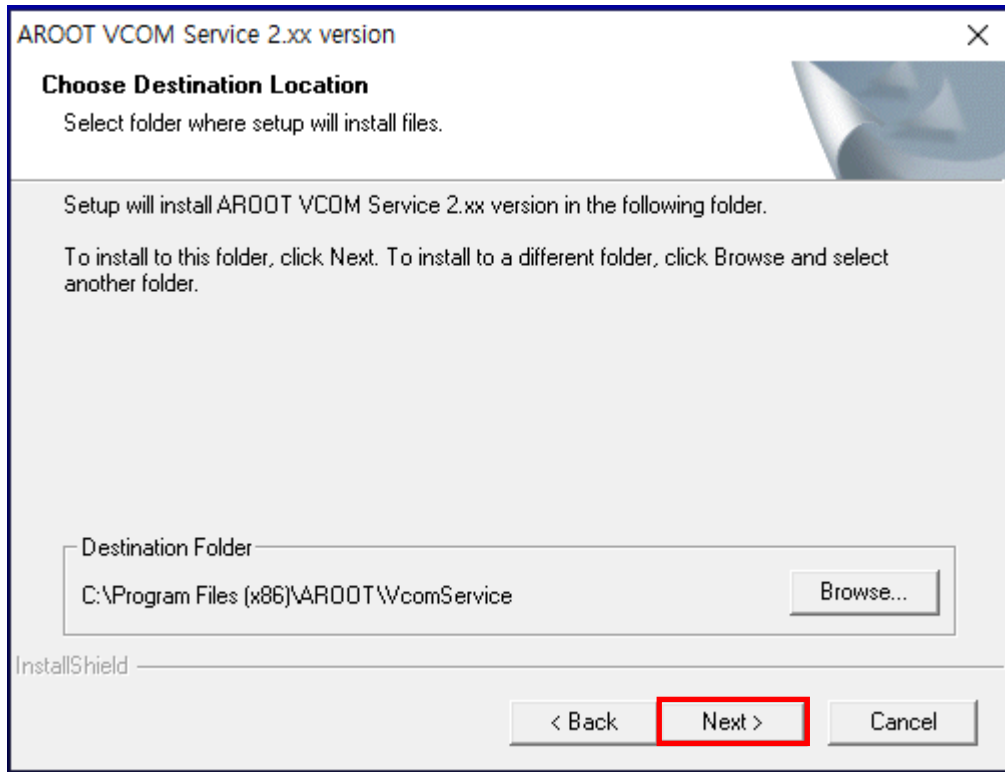 AROOT VCOM Service 2.xx version
Choose Destination Location
Select folder where setup will install files.
Setup will install AROOT VCOM Service 2.xx version in the following folder.
To install to this folder, click Next. To install to a different folder, click Browse and select
another folder.
Destination Folder
C:\Program Files (x86)\AROOT\VcomService
Browse...
InstallShield
< Back
Next >
Cancel